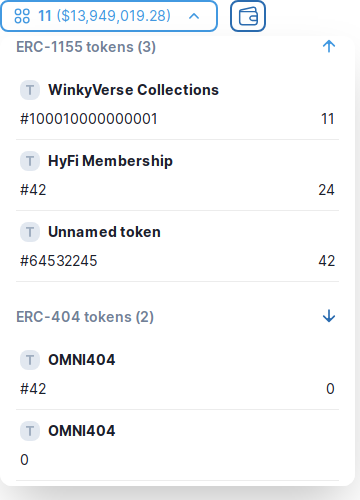 11 ($13,949,019.28)
ERC-1155 tokens (3)
T WinkyVerse Collections
#100010000000001 11
T HyFi Membership
#42 24
T Unnamed token
#64532245 42
ERC-404 tokens (2)
T OMNI404
#42 0
T OMNI404
0